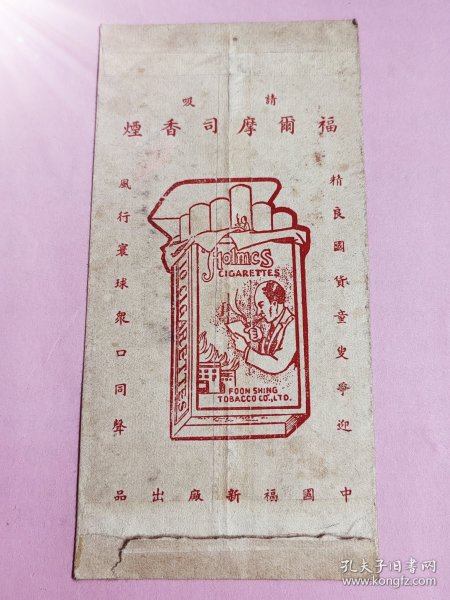 請吸
福爾摩司香煙
精良國貨童叟爭迎
風行寰球衆口同聲
Holmes
CIGARETTES
CIGARETTES
FOON SHING
TOBACCO CO., LTD.
中國福新廠出品
孔夫子旧书网
www.kongfz.com